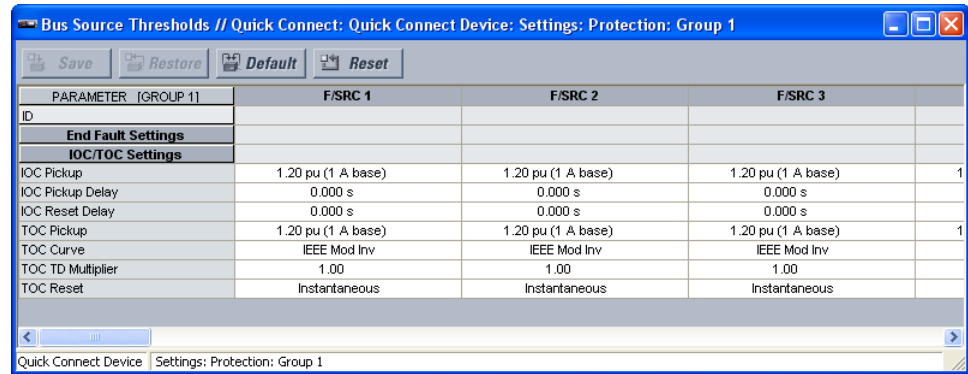 Bus Source Thresholds // Quick Connect: Quick Connect Device: Settings: Protection: Group 1
Save Restore Default Reset
PARAMETER [GROUP 1] F/SRC 1 F/SRC 2 F/SRC 3
ID
End Fault Settings
IOC/TOC Settings
IOC Pickup 1.20 pu (1 A base) 1.20 pu (1 A base) 1.20 pu (1 A base) 1
IOC Pickup Delay 0.000 s 0.000 s 0.000 s
IOC Reset Delay 0.000 s 0.000 s 0.000 s
TOC Pickup 1.20 pu (1 A base) 1.20 pu (1 A base) 1.20 pu (1 A base) 1
TOC Curve IEEE Mod Inv IEEE Mod Inv IEEE Mod Inv
TOC TD Multiplier 1.00 1.00 1.00
TOC Reset Instantaneous Instantaneous Instantaneous
Quick Connect Device Settings: Protection: Group 1